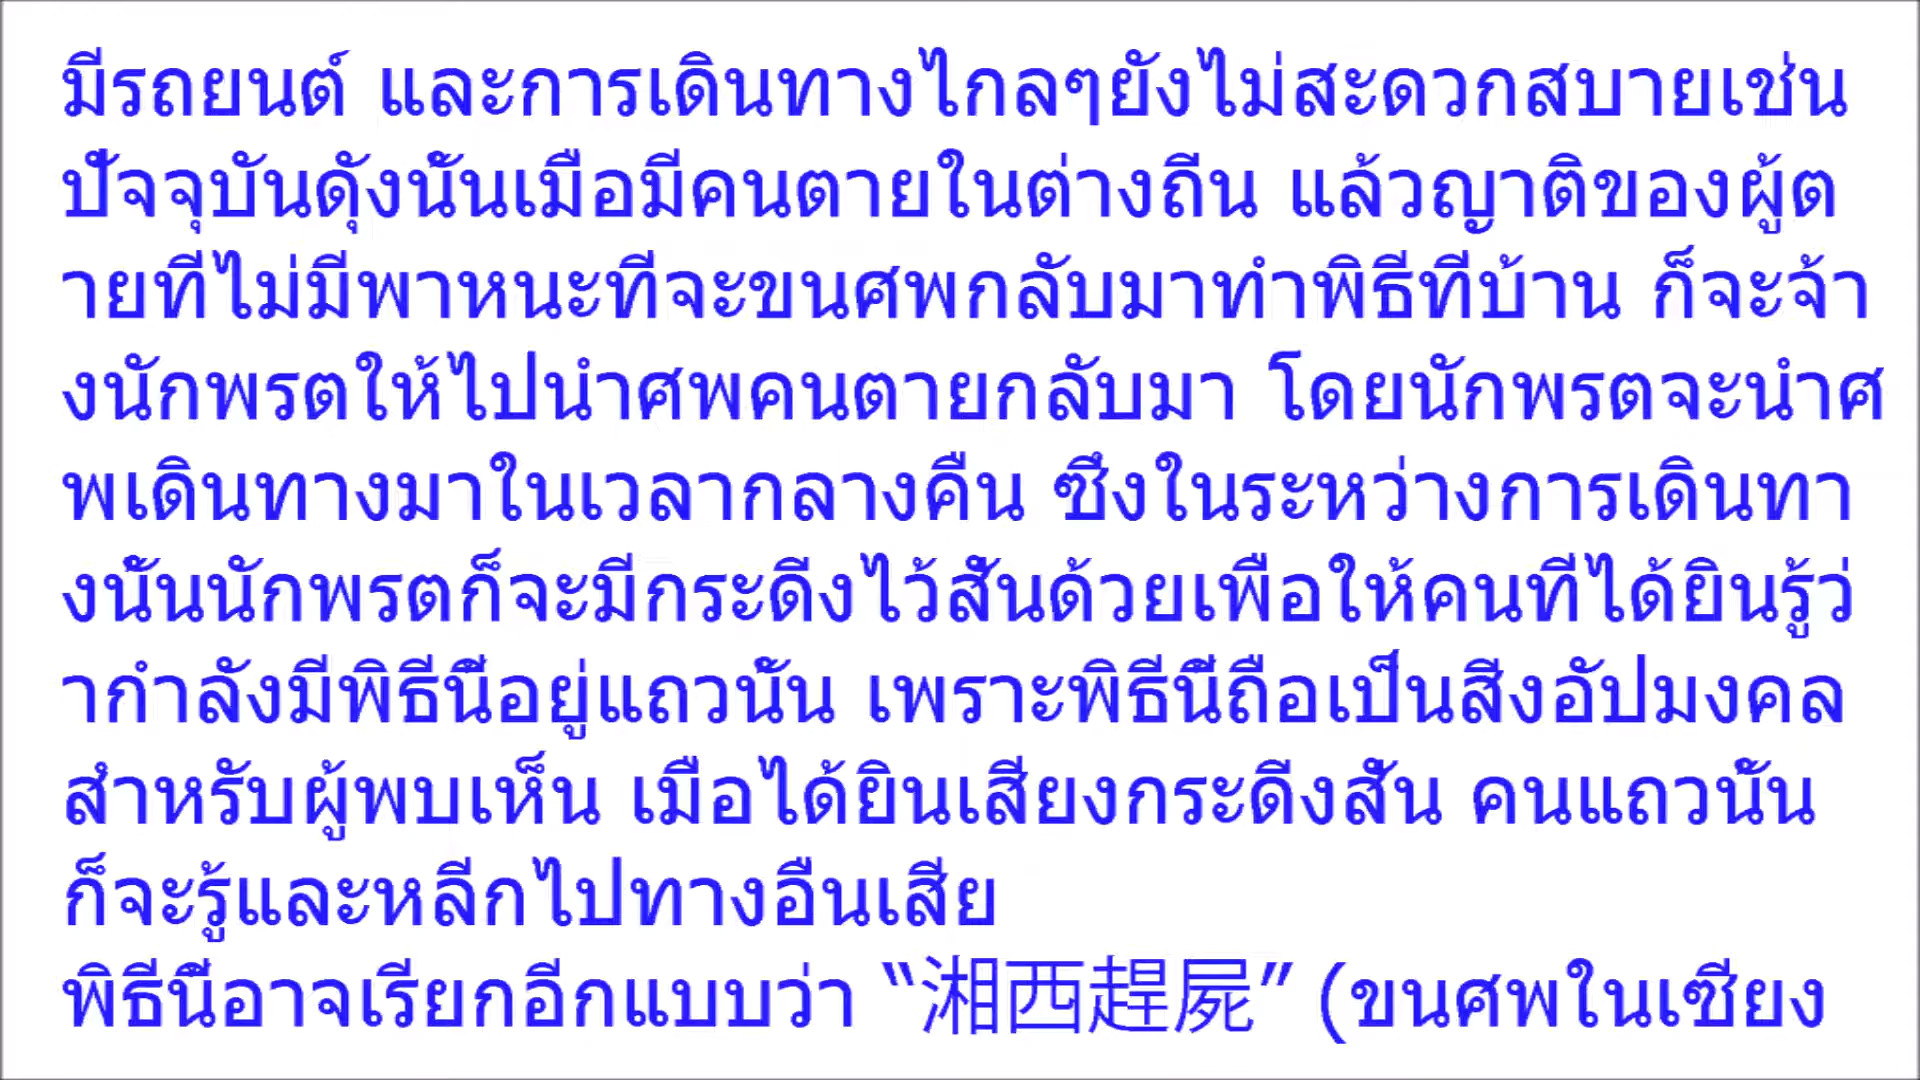 มีรถยนต์ และการเดินทางไกลๆยังไม่สะดวกสบายเช่น
ปัจจุบันดุังนั้นเมื่อมีคนตายในต่างถิ่น แล้วญาติของผู้ต
ายที่ไม่มีพาหนะที่จะขนศพกลับมาทำพิธีที่บ้าน ก็จะจ้า
งนักพรตให้ไปนำศพคนตายกลับมา โดยนักพรตจะนำศ
พเดินทางมาในเวลากลางคืน ซึ่งในระหว่างการเดินทา
งนั้นนักพรตก็จะมีกระดิ่งไว้สั่นด้วยเพื่อให้คนที่ได้ยินรู้ว่
ากำลังมีพิธีนี้อยู่แถวนั้น เพราะพิธีนี้ถือเป็นสิ่งอัปมงคล
สำหรับผู้พบเห็น เมื่อได้ยินเสียงกระดิ่งสั่น คนแถวนั้น
ก็จะรู้และหลีกไปทางอื่นเสีย
พิธีนี้อาจเรียกอีกแบบว่า “湘西趕屍” (ขนศพในเซียง